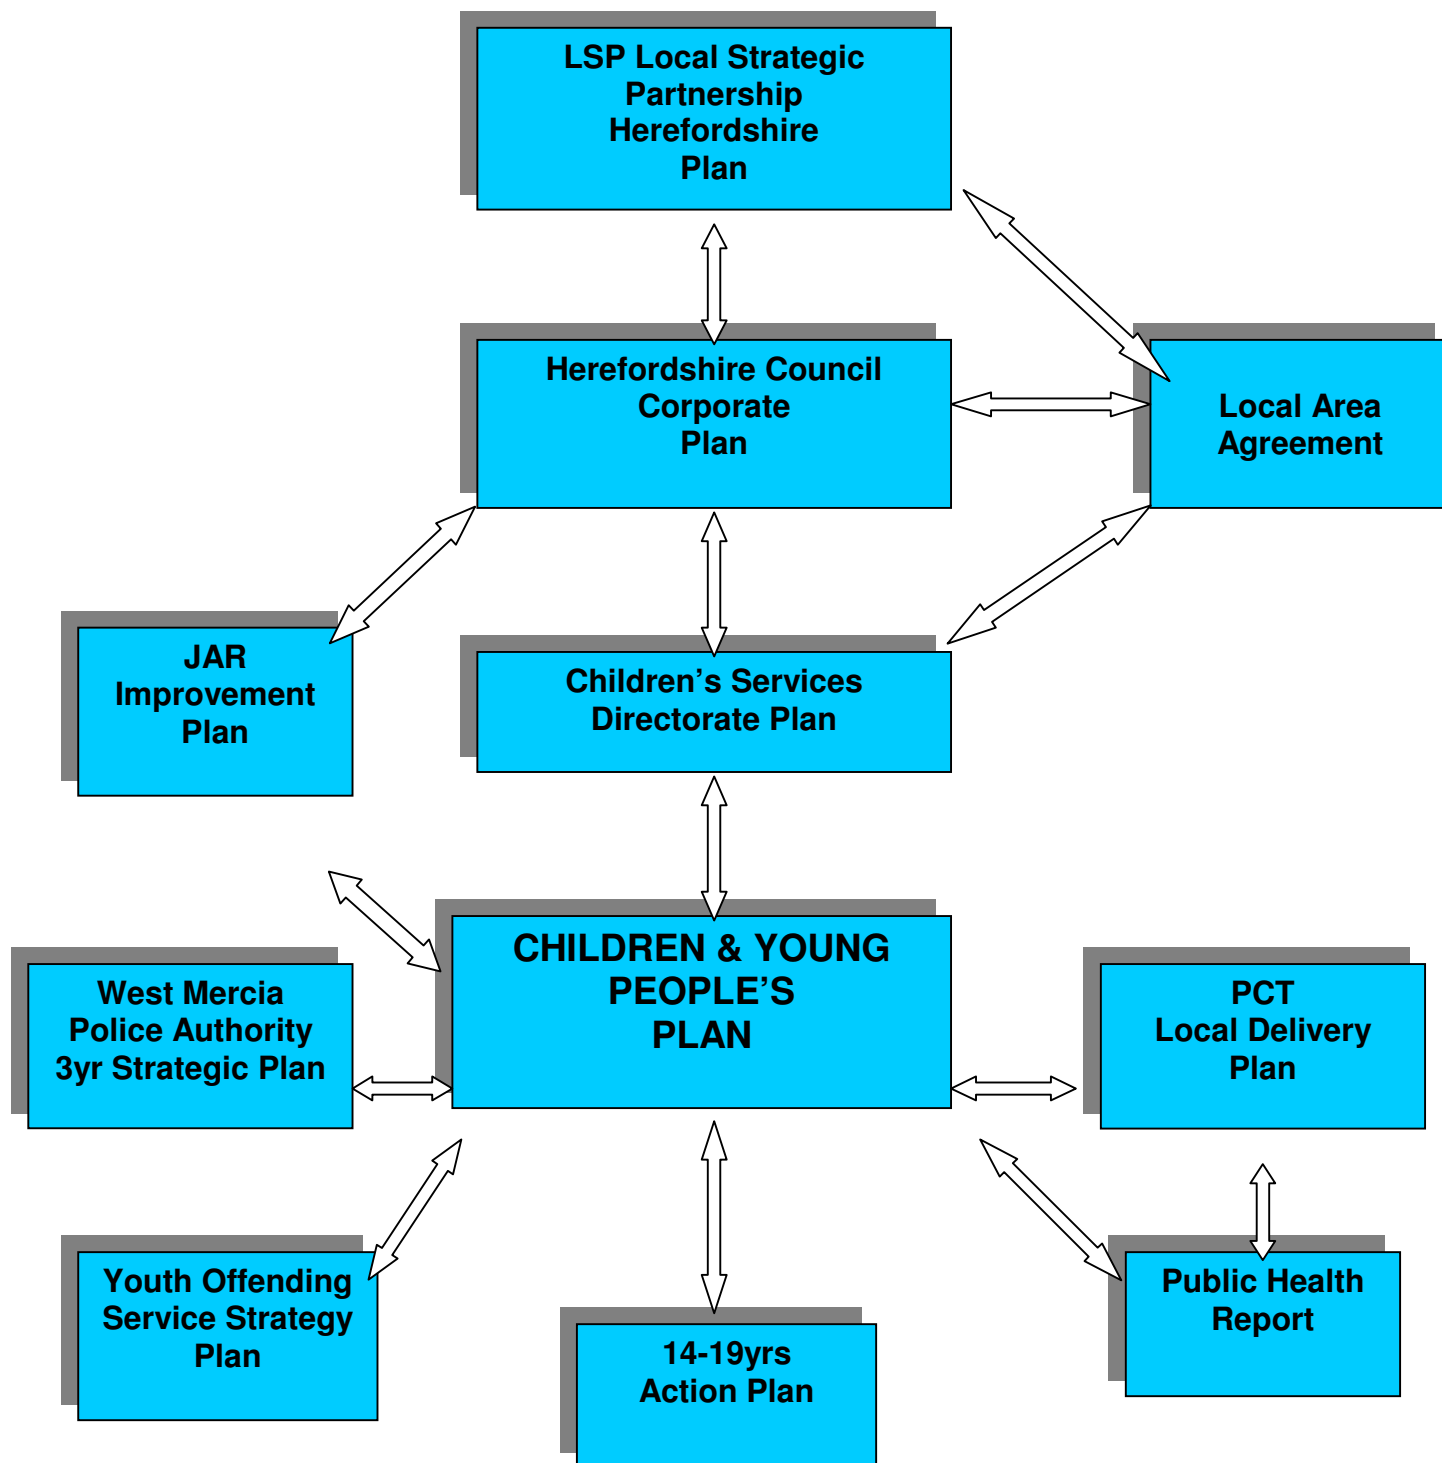 LSP Local Strategic
Partnership
Herefordshire
Plan
Herefordshire Council
Corporate
Plan
Local Area
Agreement
JAR
Improvement
Plan
Children’s Services
Directorate Plan
CHILDREN & YOUNG
PEOPLE’S
PLAN
West Mercia
Police Authority
3yr Strategic Plan
PCT
Local Delivery
Plan
Youth Offending
Service Strategy
Plan
14-19yrs
Action Plan
Public Health
Report